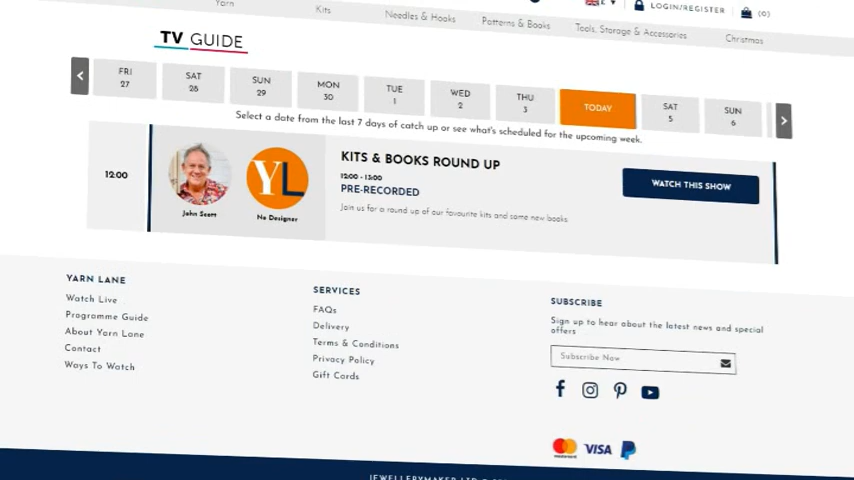 Yarn
Kits
Needles & Hooks
Patterns & Books
Tools, Storage & Accessories
Christmas
LOGIN/REGISTER
(0)
TV GUIDE
FRI
27
SAT
28
SUN
29
MON
30
TUE
1
WED
2
THU
3
TODAY
SAT
5
SUN
6
Select a date from the last 7 days of catch up or see what's scheduled for the upcoming week.
12:00
John Scott
YL
No Designer
KITS & BOOKS ROUND UP
12:00 - 13:00
PRE-RECORDED
Join us for a round up of our favourite kits and some new books.
WATCH THIS SHOW
YARN LANE
Watch Live
Programme Guide
About Yarn Lane
Contact
Ways To Watch
SERVICES
FAQs
Delivery
Terms & Conditions
Privacy Policy
Gift Cards
SUBSCRIBE
Sign up to hear about the latest news and special
offers
Subscribe Now
mastercard
VISA
JEWELLERYMAKER LTD